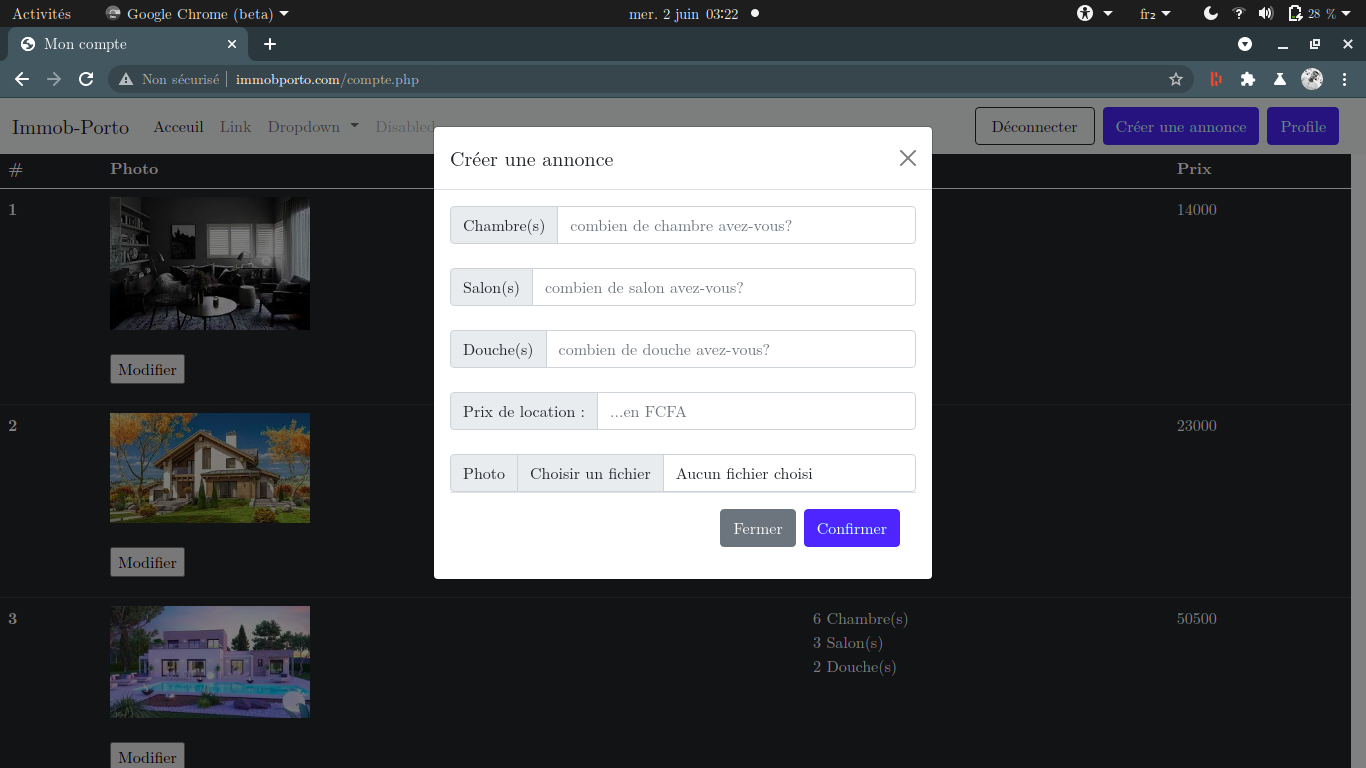 Activités Google Chrome (beta) mer. 2 juin 03:22 fr₂ 28 %
Mon compte
Non sécurisé immobporto.com/compte.php
Immob-Porto Acceuil Link Dropdown Disabled Déconnecter Créer une annonce Profile
# Photo Prix
Créer une annonce
Chambre(s) combien de chambre avez-vous?
Salon(s) combien de salon avez-vous?
Douche(s) combien de douche avez-vous?
Prix de location : ...en FCFA
Photo Choisir un fichier Aucun fichier choisi
Fermer Confirmer
1 14000
Modifier
2 23000
Modifier
3 6 Chambre(s) 50500
3 Salon(s)
2 Douche(s)
Modifier